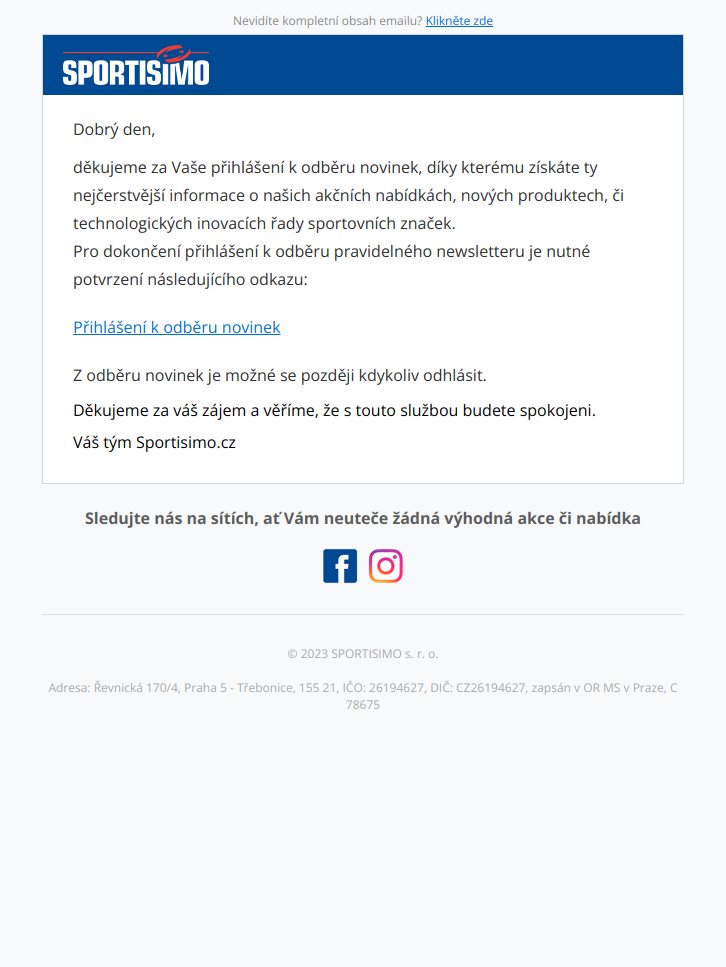 Nevidíte kompletní obsah emailu? Klikněte zde
SPORTISIMO
Dobrý den,
děkujeme za Vaše přihlášení k odběru novinek, díky kterému získáte ty
nejčerstvější informace o našich akčních nabídkách, nových produktech, či
technologických inovacích řady sportovních značek.
Pro dokončení přihlášení k odběru pravidelného newsletteru je nutné
potvrzení následujícího odkazu:
Přihlášení k odběru novinek
Z odběru novinek je možné se později kdykoliv odhlásit.
Děkujeme za váš zájem a věříme, že s touto službou budete spokojeni.
Váš tým Sportisimo.cz
Sledujte nás na sítích, ať Vám neuteče žádná výhodná akce či nabídka
© 2023 SPORTISIMO s. r. o.
Adresa: Řevnická 170/4, Praha 5 - Třebonice, 155 21, IČO: 26194627, DIČ: CZ26194627, zapsán v OR MS v Praze, C
78675